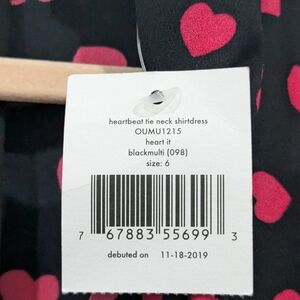 heartbeat tie neck shirtdress
OUMU1215
heart it
blackmulti (098)
size: 6
7 67883 55699 3
debuted on 11-18-2019